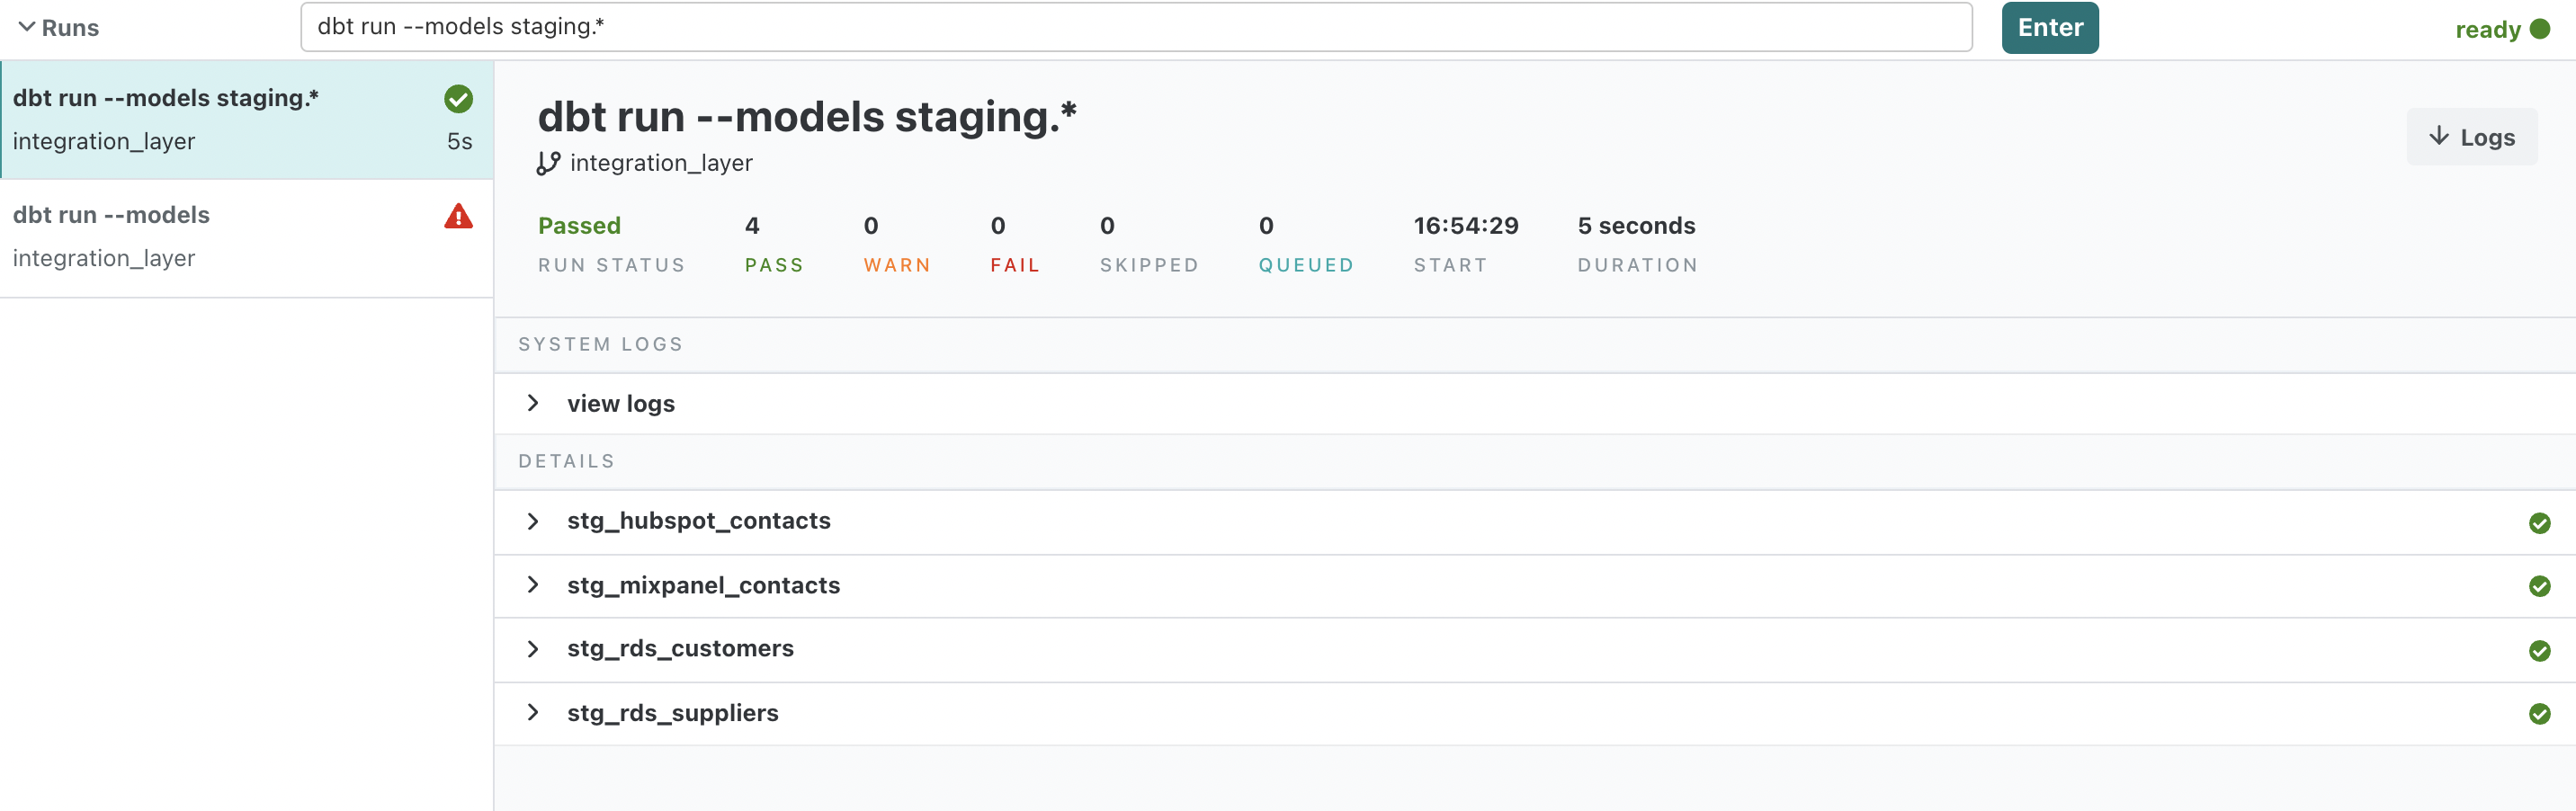 Runs
dbt run --models staging.*
Enter
ready
dbt run --models staging.*
integration_layer
5s
dbt run --models
integration_layer
dbt run --models staging.*
integration_layer
Logs
Passed 4 0 0 0 0 16:54:29 5 seconds
RUN STATUS PASS WARN FAIL SKIPPED QUEUED START DURATION
SYSTEM LOGS
view logs
DETAILS
stg_hubspot_contacts
stg_mixpanel_contacts
stg_rds_customers
stg_rds_suppliers